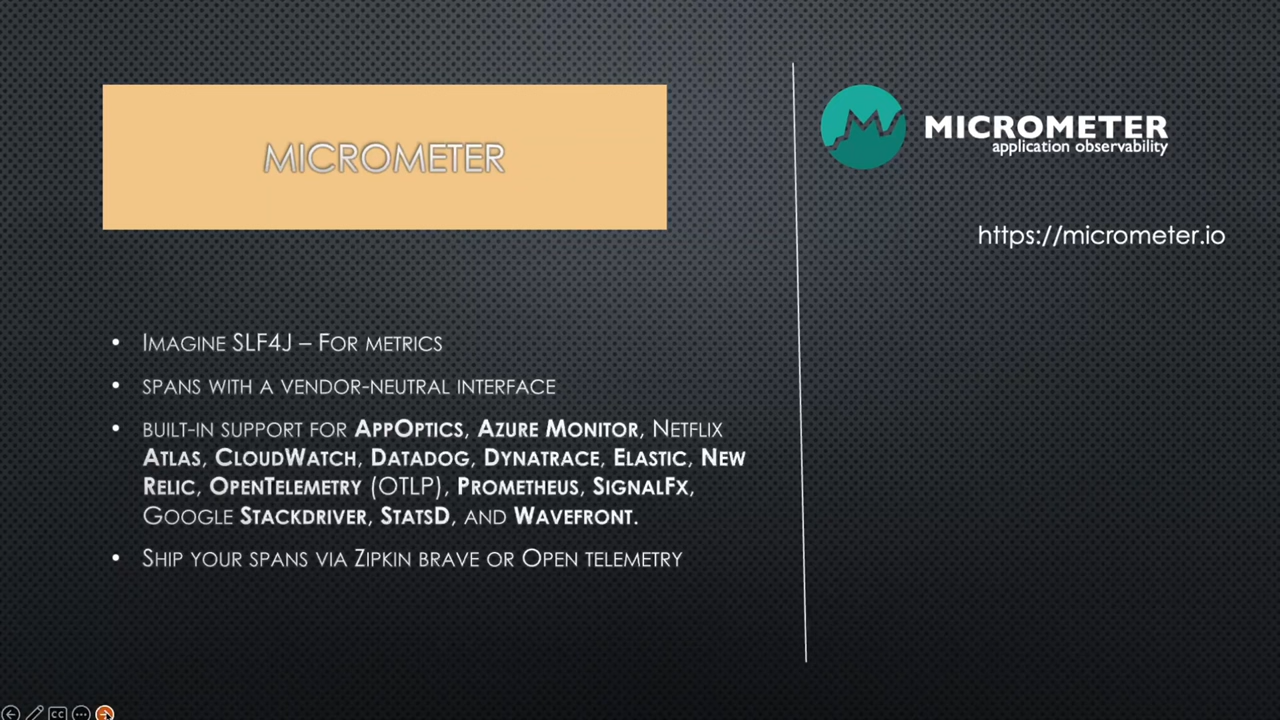 MICROMETER
• Imagine SLF4J – For metrics
• spans with a vendor-neutral interface
• built-in support for AppOptics, Azure Monitor, Netflix
Atlas, CloudWatch, Datadog, Dynatrace, Elastic, New
Relic, OpenTelemetry (OTLP), Prometheus, SignalFx,
Google Stackdriver, StatsD, and Wavefront.
• Ship your spans via Zipkin brave or Open telemetry
MICROMETER
application observability
https://micrometer.io
CC